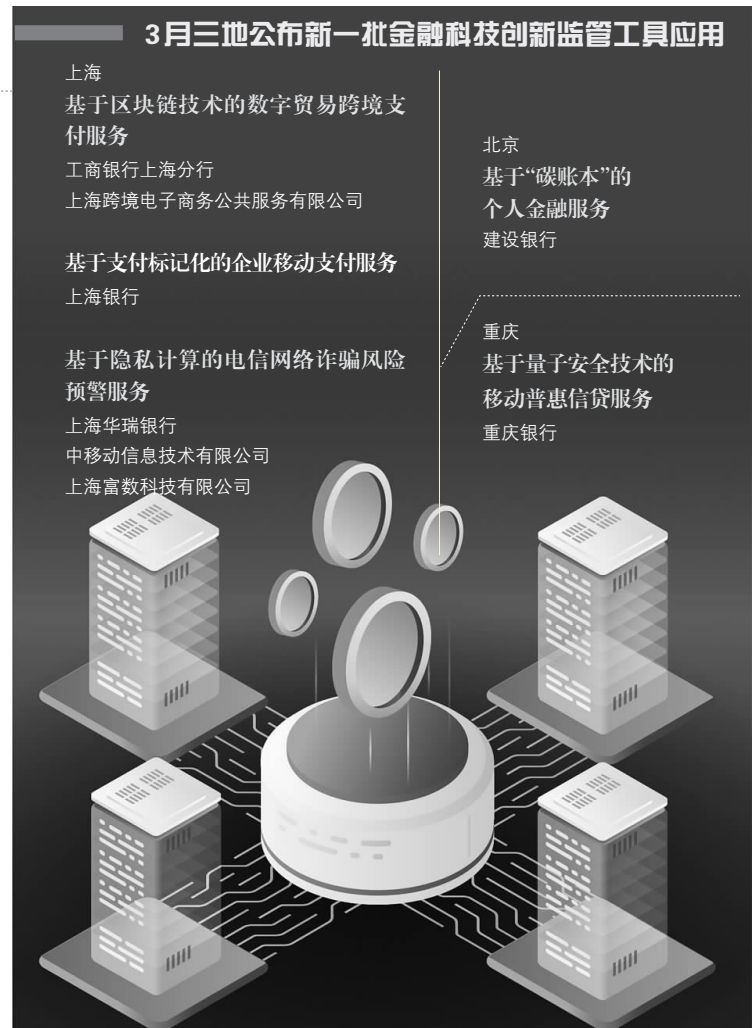 3月三地公布新一批金融科技创新监管工具应用
上海
基于区块链技术的数字贸易跨境支
付服务
工商银行上海分行
上海跨境电子商务公共服务有限公司
基于支付标记化的企业移动支付服务
上海银行
基于隐私计算的电信网络诈骗风险
预警服务
上海华瑞银行
中移动信息技术有限公司
上海富数科技有限公司
北京
基于“碳账本”的
个人金融服务
建设银行
重庆
基于量子安全技术的
移动普惠信贷服务
重庆银行